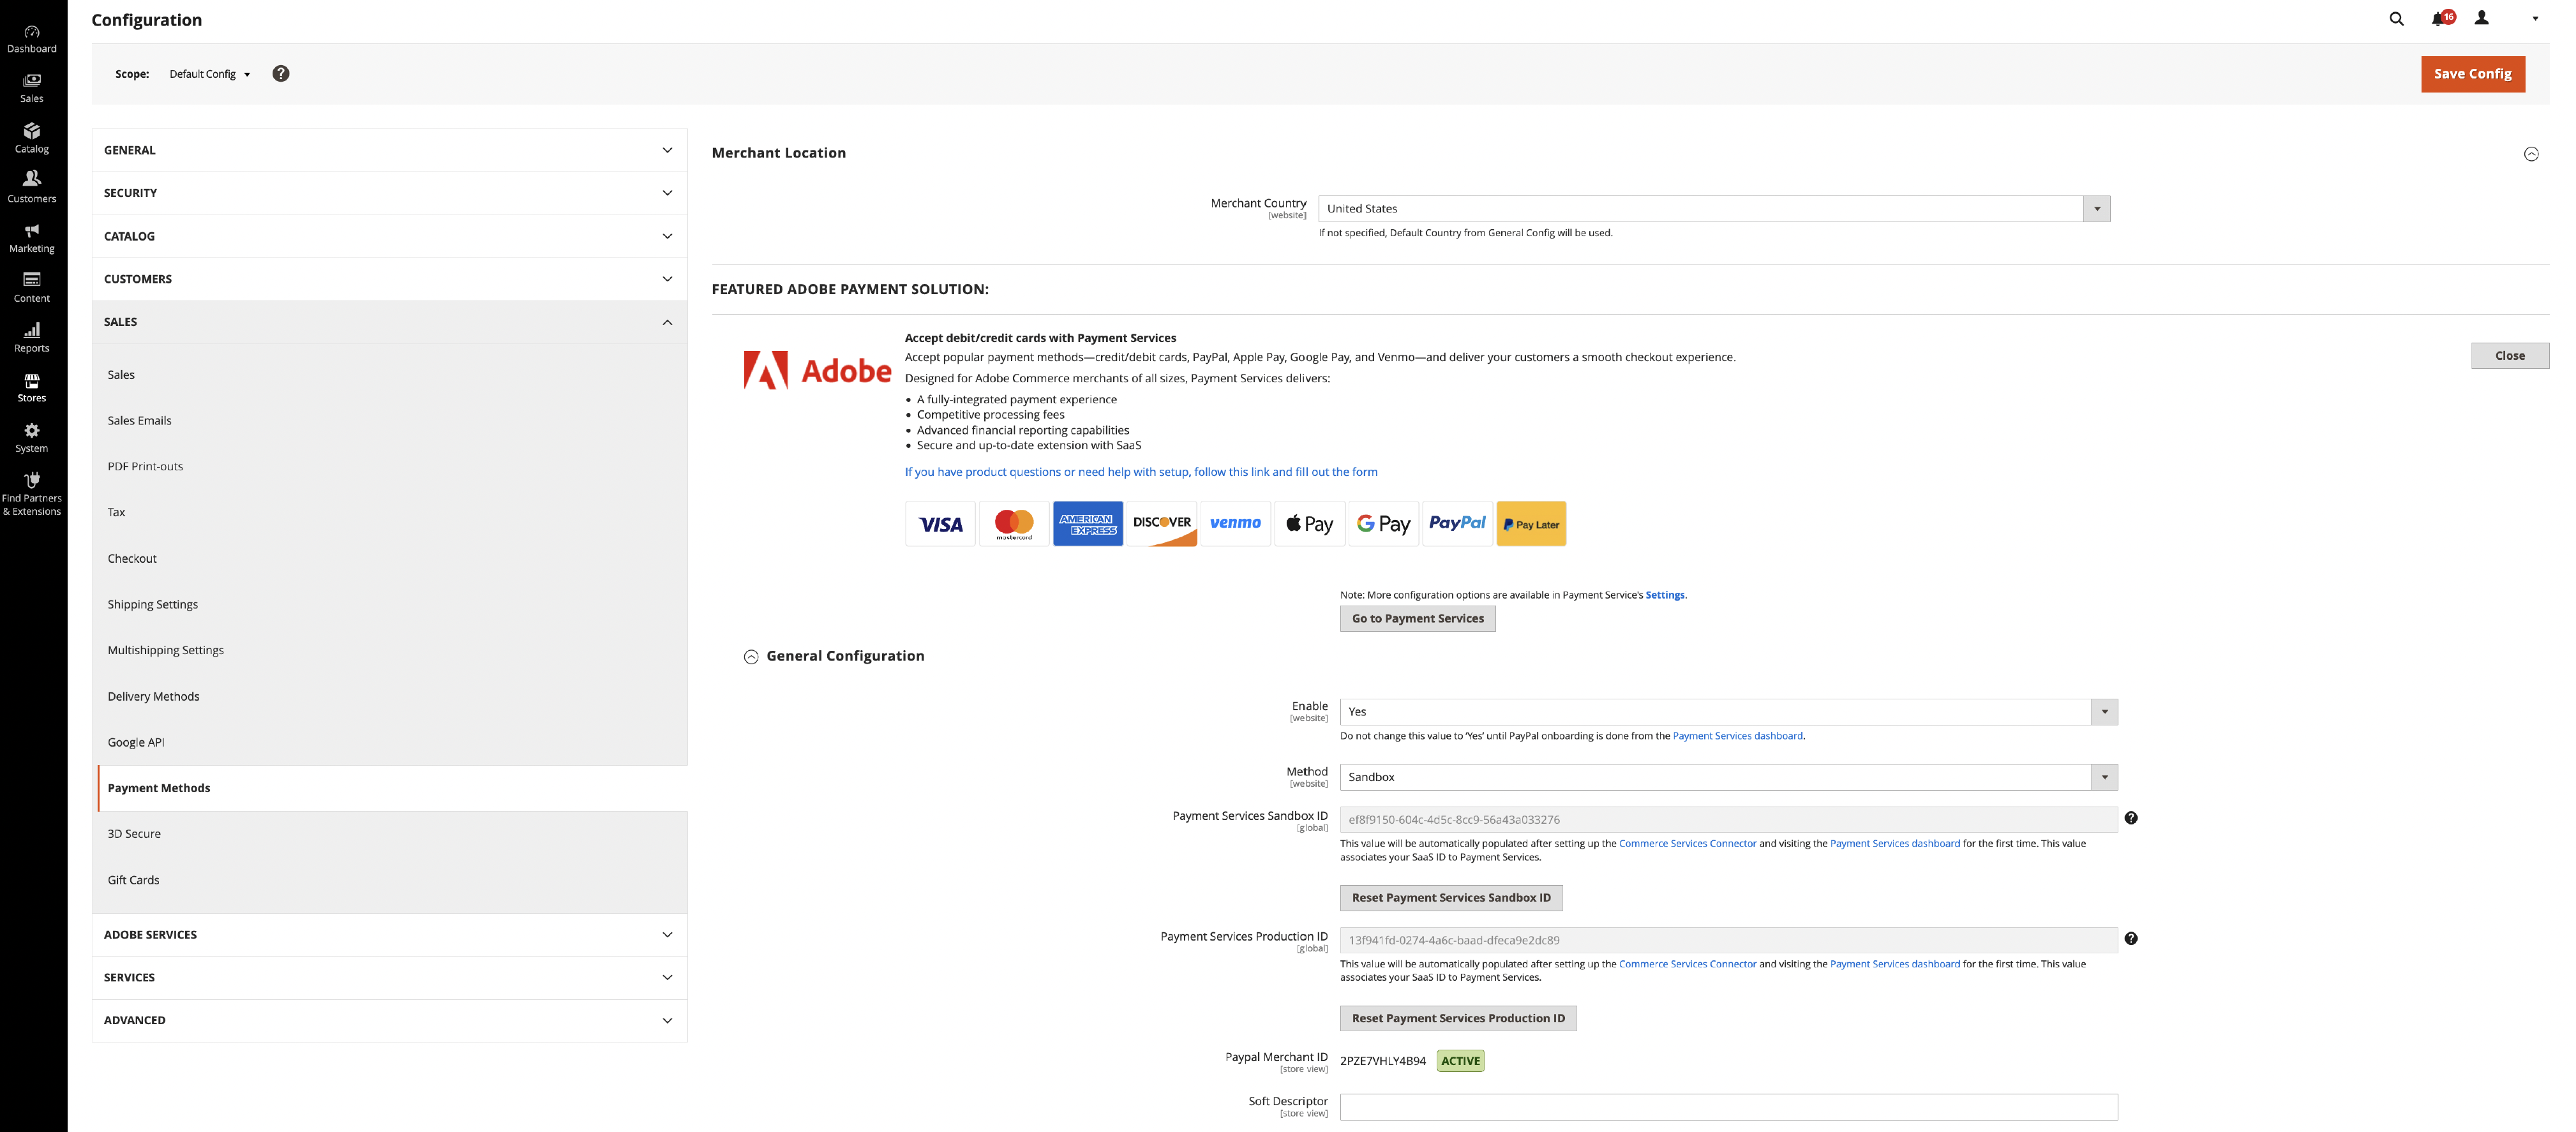 Configuration
16
Dashboard
Sales
Catalog
Customers
Marketing
Content
Reports
Stores
System
Find Partners
& Extensions
Scope:
Default Config
?
Save Config
GENERAL
SECURITY
CATALOG
CUSTOMERS
SALES
Sales
Sales Emails
PDF Print-outs
Tax
Checkout
Shipping Settings
Multishipping Settings
Delivery Methods
Google API
Payment Methods
3D Secure
Gift Cards
ADOBE SERVICES
SERVICES
ADVANCED
Merchant Location
Merchant Country
[website]
United States
If not specified, Default Country from General Config will be used.
FEATURED ADOBE PAYMENT SOLUTION:
Adobe
Accept debit/credit cards with Payment Services
Accept popular payment methods—credit/debit cards, PayPal, Apple Pay, Google Pay, and Venmo—and deliver your customers a smooth checkout experience.
Close
Designed for Adobe Commerce merchants of all sizes, Payment Services delivers:
• A fully-integrated payment experience
• Competitive processing fees
• Advanced financial reporting capabilities
• Secure and up-to-date extension with SaaS
If you have product questions or need help with setup, follow this link and fill out the form
VISA
mastercard
AMERICAN EXPRESS
DISCOVER
venmo
Pay
G Pay
PayPal
Pay Later
Note: More configuration options are available in Payment Service's Settings.
Go to Payment Services
General Configuration
Enable
[website]
Yes
Do not change this value to 'Yes' until PayPal onboarding is done from the Payment Services dashboard.
Method
[website]
Sandbox
Payment Services Sandbox ID
[global]
ef8f9150-604c-4d5c-8cc9-56a43a033276
?
This value will be automatically populated after setting up the Commerce Services Connector and visiting the Payment Services dashboard for the first time. This value
associates your SaaS ID to Payment Services.
Reset Payment Services Sandbox ID
Payment Services Production ID
[global]
13f941fd-0274-4a6c-baad-dfeca9e2dc89
?
This value will be automatically populated after setting up the Commerce Services Connector and visiting the Payment Services dashboard for the first time. This value
associates your SaaS ID to Payment Services.
Reset Payment Services Production ID
Paypal Merchant ID
[store view]
2PZE7VHLY4B94
ACTIVE
Soft Descriptor
[store view]